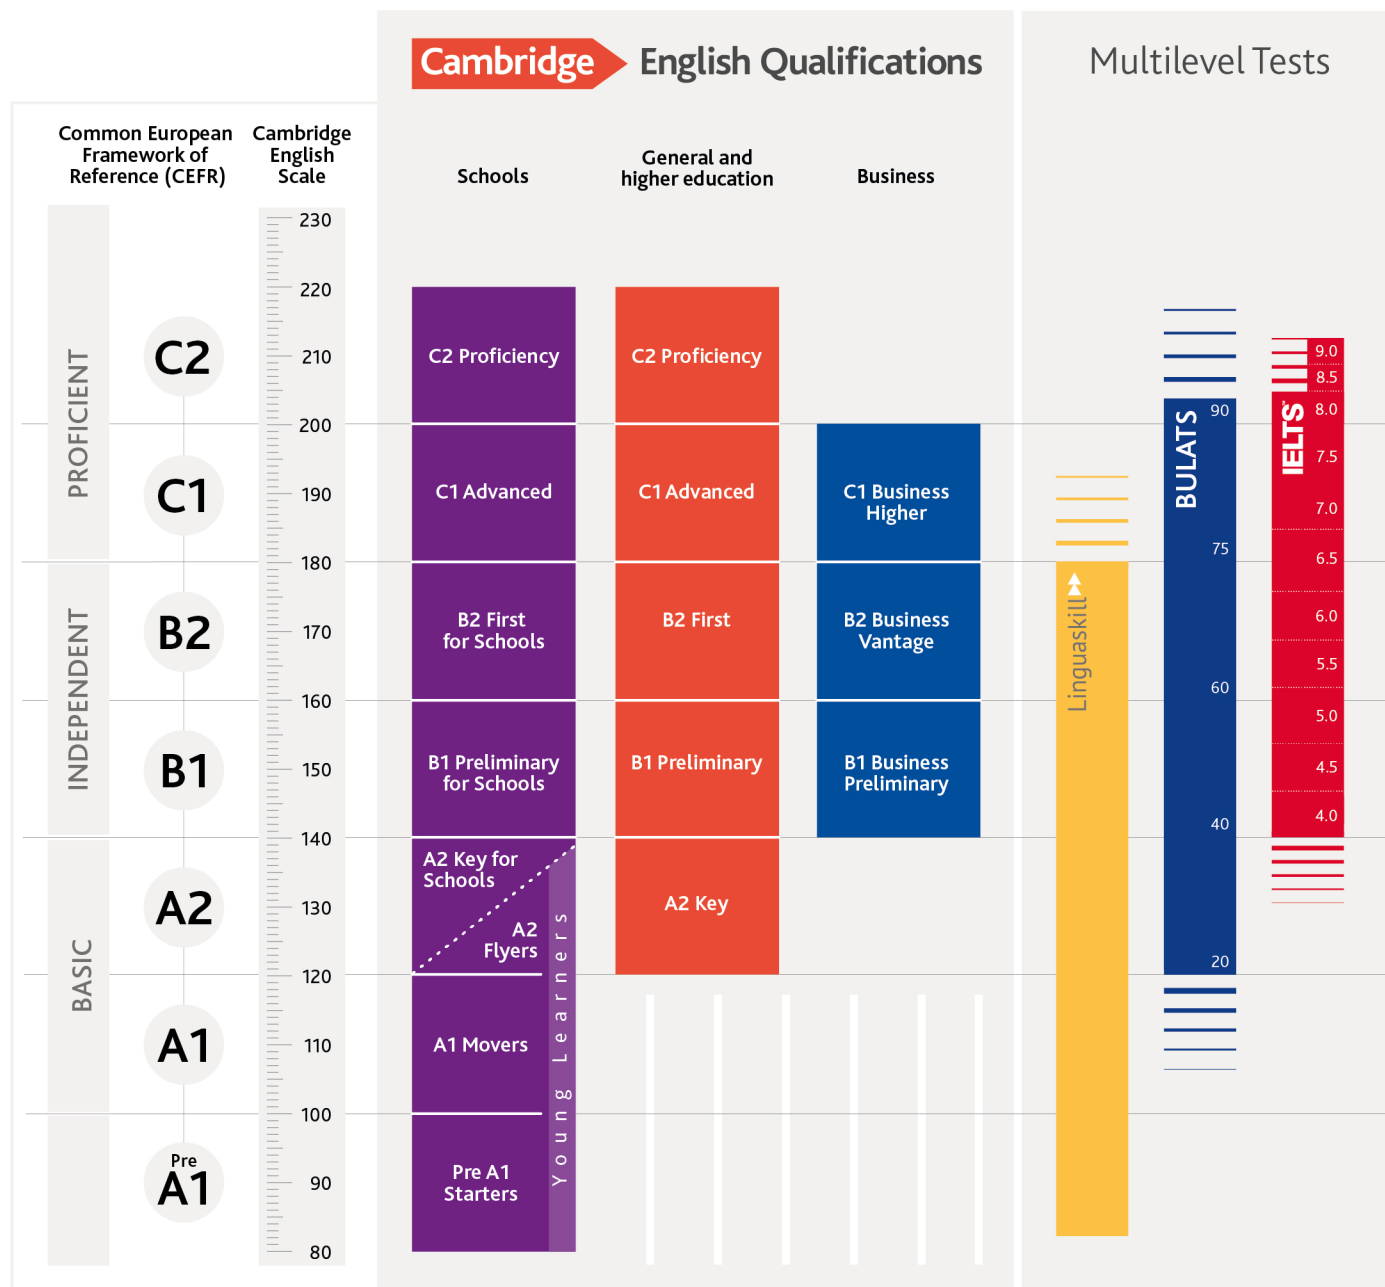 Cambridge English Qualifications
Multilevel Tests
Common European
Framework of
Reference (CEFR)
Cambridge
English
Scale
Schools
General and
higher education
Business
PROFICIENT
INDEPENDENT
BASIC
C2
C1
B2
B1
A2
A1
Pre
A1
230
220
210
200
190
180
170
160
150
140
130
120
110
100
90
80
C2 Proficiency
C1 Advanced
B2 First
for Schools
B1 Preliminary
for Schools
A2 Key for
Schools
A2
Flyers
A1 Movers
Pre A1
Starters
Young Learners
C2 Proficiency
C1 Advanced
B2 First
B1 Preliminary
A2 Key
C1 Business
Higher
B2 Business
Vantage
B1 Business
Preliminary
Linguaskill
BULATS
90
75
60
40
20
IELTS™
9.0
8.5
8.0
7.5
7.0
6.5
6.0
5.5
5.0
4.5
4.0